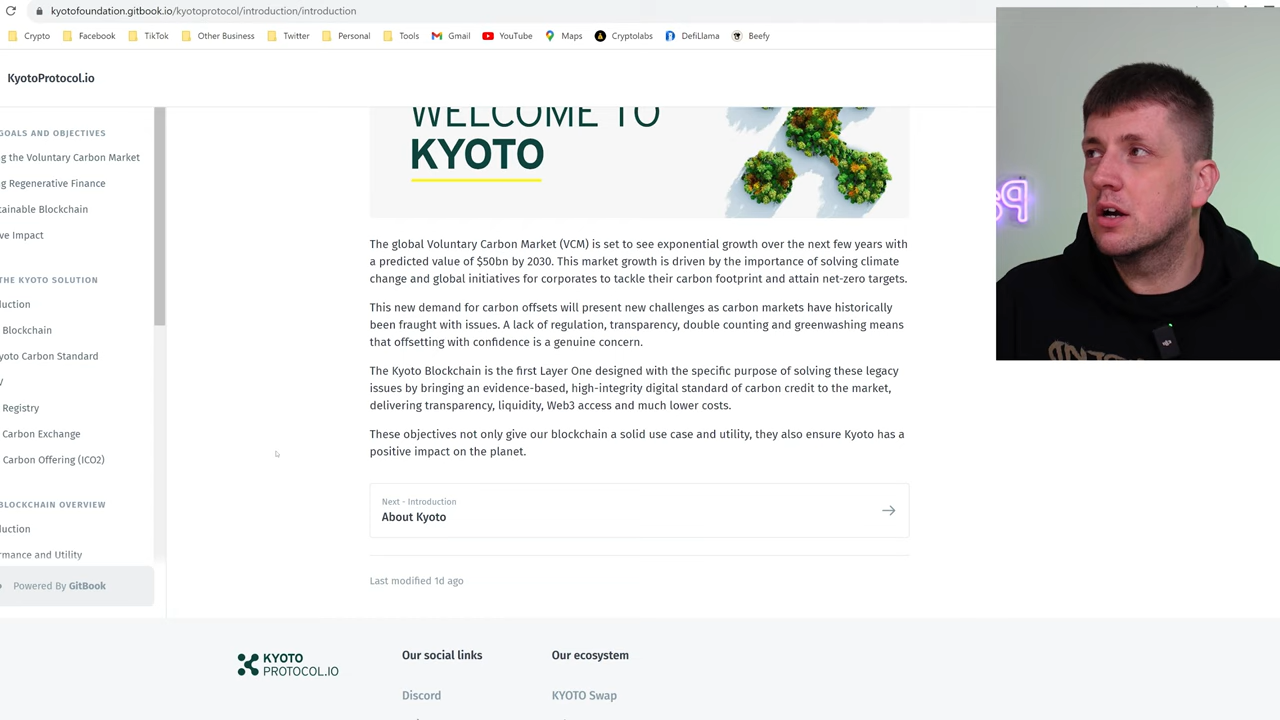 kyotofoundation.gitbook.io/kyotoprotocol/introduction/introduction
Crypto Facebook TikTok Other Business Twitter Personal Tools Gmail YouTube Maps Cryptolabs DefiLlama Beefy
KyotoProtocol.io
GOALS AND OBJECTIVES
g the Voluntary Carbon Market
g Regenerative Finance
tainable Blockchain
ve Impact
THE KYOTO SOLUTION
duction
Blockchain
yoto Carbon Standard
V
Registry
Carbon Exchange
Carbon Offering (ICO2)
BLOCKCHAIN OVERVIEW
duction
rmance and Utility
Powered By GitBook
WELCOME TO
KYOTO
The global Voluntary Carbon Market (VCM) is set to see exponential growth over the next few years with
a predicted value of $50bn by 2030. This market growth is driven by the importance of solving climate
change and global initiatives for corporates to tackle their carbon footprint and attain net-zero targets.
This new demand for carbon offsets will present new challenges as carbon markets have historically
been fraught with issues. A lack of regulation, transparency, double counting and greenwashing means
that offsetting with confidence is a genuine concern.
The Kyoto Blockchain is the first Layer One designed with the specific purpose of solving these legacy
issues by bringing an evidence-based, high-integrity digital standard of carbon credit to the market,
delivering transparency, liquidity, Web3 access and much lower costs.
These objectives not only give our blockchain a solid use case and utility, they also ensure Kyoto has a
positive impact on the planet.
Next - Introduction
About Kyoto
Last modified 1d ago
KYOTO
PROTOCOL.IO
Our social links
Discord
Our ecosystem
KYOTO Swap